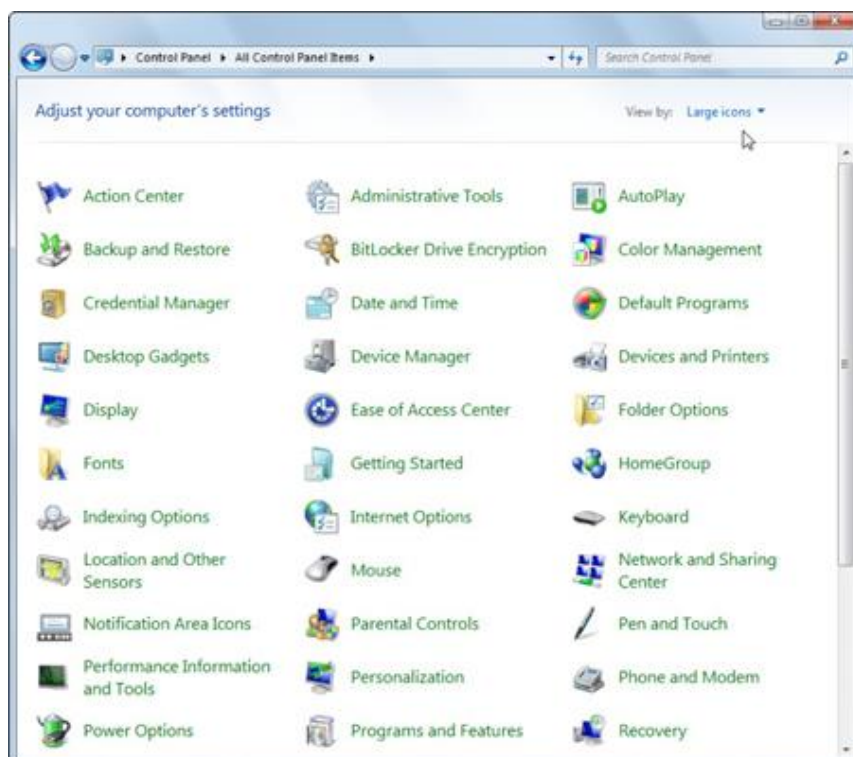 Control Panel All Control Panel Items Search Control Panel
Adjust your computer's settings View by: Large icons
Action Center Administrative Tools AutoPlay
Backup and Restore BitLocker Drive Encryption Color Management
Credential Manager Date and Time Default Programs
Desktop Gadgets Device Manager Devices and Printers
Display Ease of Access Center Folder Options
Fonts Getting Started HomeGroup
Indexing Options Internet Options Keyboard
Location and Other
Sensors
Mouse
Network and Sharing
Center
Notification Area Icons Parental Controls Pen and Touch
Performance Information
and Tools
Personalization
Phone and Modem
Power Options Programs and Features Recovery